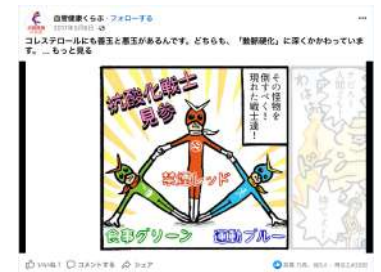 血管健康くらぶ・フォローする
コレステロールにも善玉と悪玉があるんです。どちらも、「動脈硬化」に深くかかわっていま
す。... もっと見る
その怪物を
倒すべく！
現れた戦士達！
抗酸化戦士
見参
禁煙レッド
食事グリーン
運動ブルー
いいね！
コメントする
シェア